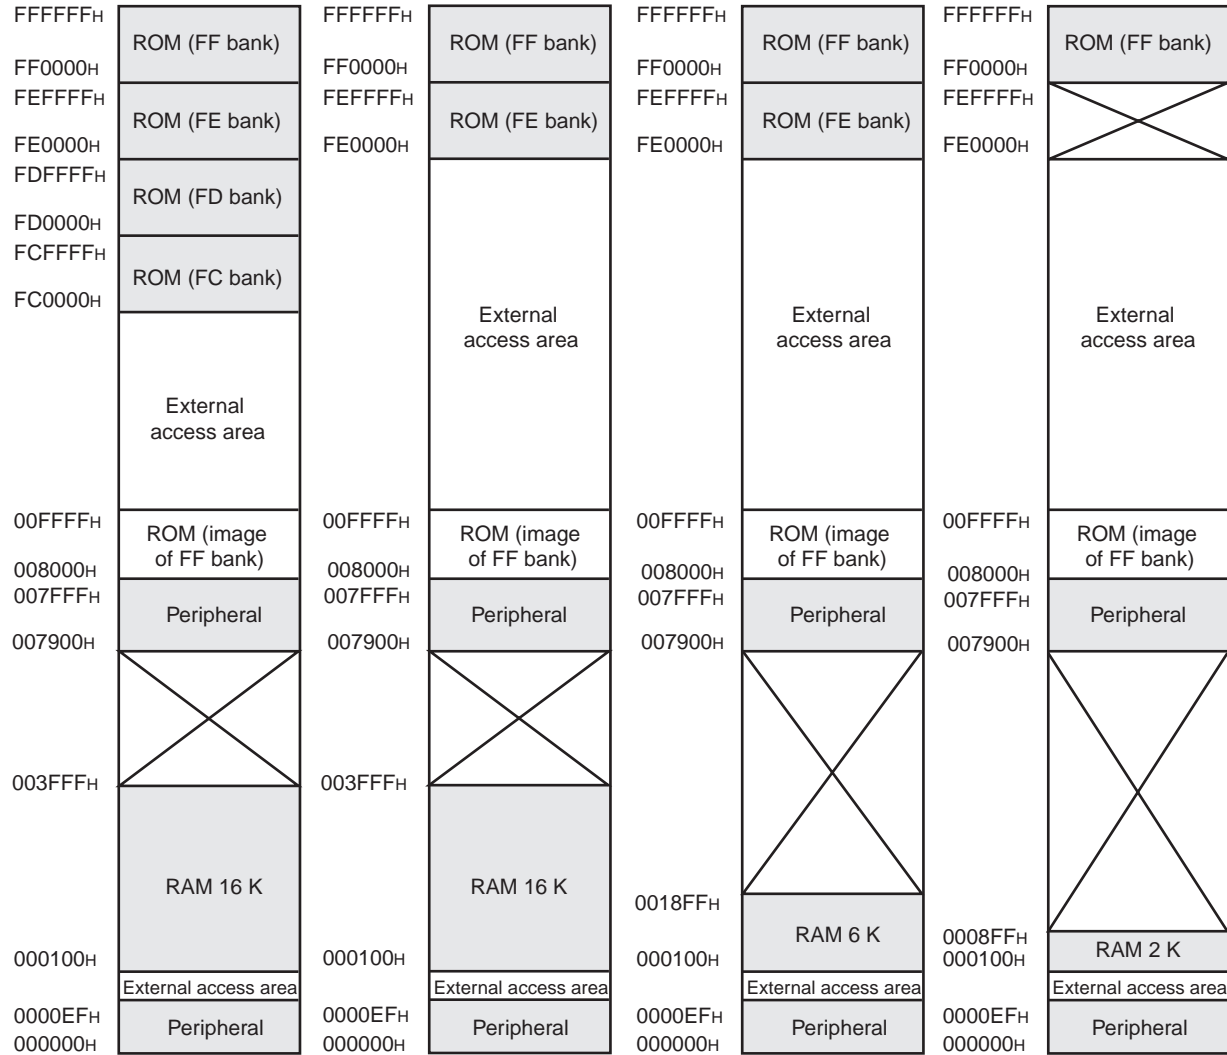 FFFFFFH
ROM (FF bank)
FF0000H
FEFFFFH
ROM (FE bank)
FE0000H
FDFFFFH
ROM (FD bank)
FD0000H
FCFFFFH
ROM (FC bank)
FC0000H
External
access area
00FFFFH
ROM (image
of FF bank)
008000H
007FFFH
Peripheral
007900H
003FFFH
RAM 16 K
000100H
External access area
0000EFH
Peripheral
000000H
FFFFFFH
ROM (FF bank)
FF0000H
FEFFFFH
ROM (FE bank)
FE0000H
External
access area
00FFFFH
ROM (image
of FF bank)
008000H
007FFFH
Peripheral
007900H
003FFFH
RAM 16 K
000100H
External access area
0000EFH
Peripheral
000000H
FFFFFFH
ROM (FF bank)
FF0000H
FEFFFFH
ROM (FE bank)
FE0000H
External
access area
00FFFFH
ROM (image
of FF bank)
008000H
007FFFH
Peripheral
007900H
0018FFH
RAM 6 K
000100H
External access area
0000EFH
Peripheral
000000H
FFFFFFH
ROM (FF bank)
FF0000H
FEFFFFH
FE0000H
External
access area
00FFFFH
ROM (image
of FF bank)
008000H
007FFFH
Peripheral
007900H
0008FFH
RAM 2 K
000100H
External access area
0000EFH
Peripheral
000000H